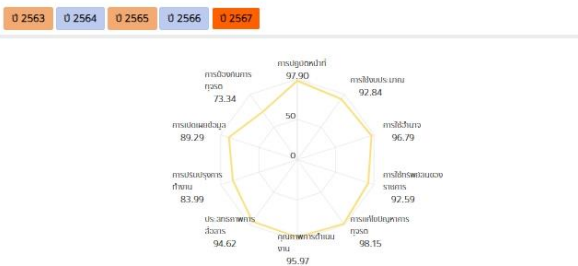 ปี 2563 ปี 2564 ปี 2565 ปี 2566 ปี 2567
การปฏิบัติหน้าที่
97.90
การใช้งบประมาณ
92.84
การใช้อำนาจ
96.79
การใช้ทรัพย์สินของ
ราชการ
92.59
การแก้ไขปัญหาการ
ทุจริต
98.15
คุณภาพการดำเนิน
งาน
95.97
ประสิทธิภาพการ
สื่อสาร
94.62
การปรับปรุงการ
ทำงาน
83.99
การเปิดเผยข้อมูล
89.29
การป้องกันการ
ทุจริต
73.34
50
0